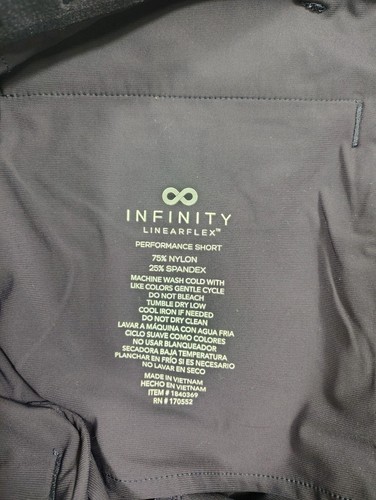 INFINITY
LINEARFLEX™
PERFORMANCE SHORT
75% NYLON
25% SPANDEX
MACHINE WASH COLD WITH
LIKE COLORS GENTLE CYCLE
DO NOT BLEACH
TUMBLE DRY LOW
COOL IRON IF NEEDED
DO NOT DRY CLEAN
LAVAR A MÁQUINA CON AGUA FRIA
CICLO SUAVE COMO COLORES
NO USAR BLANQUEADOR
SECADORA BAJA TEMPERATURA
PLANCHAR EN FRÍO SI ES NECESARIO
NO LAVAR EN SECO
MADE IN VIETNAM
HECHO EN VIETNAM
ITEM # 1840369
RN # 170552